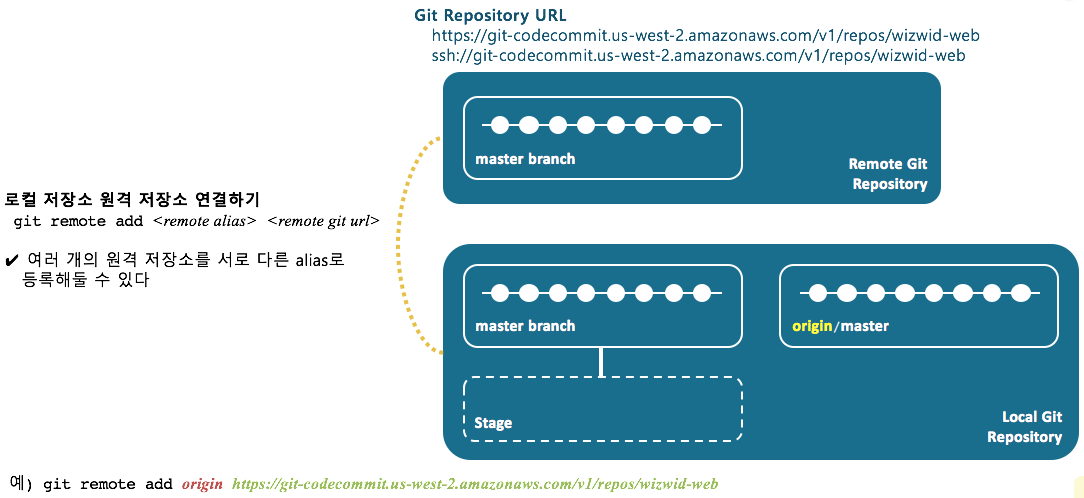 Git Repository URL
https://git-codecommit.us-west-2.amazonaws.com/v1/repos/wizwid-web
ssh://git-codecommit.us-west-2.amazonaws.com/v1/repos/wizwid-web
master branch
Remote Git
Repository
로컬 저장소 원격 저장소 연결하기
git remote add <remote alias> <remote git url>
✔ 여러 개의 원격 저장소를 서로 다른 alias로
등록해둘 수 있다
master branch
origin/master
Stage
Local Git
Repository
예) git remote add origin https://git-codecommit.us-west-2.amazonaws.com/v1/repos/wizwid-web